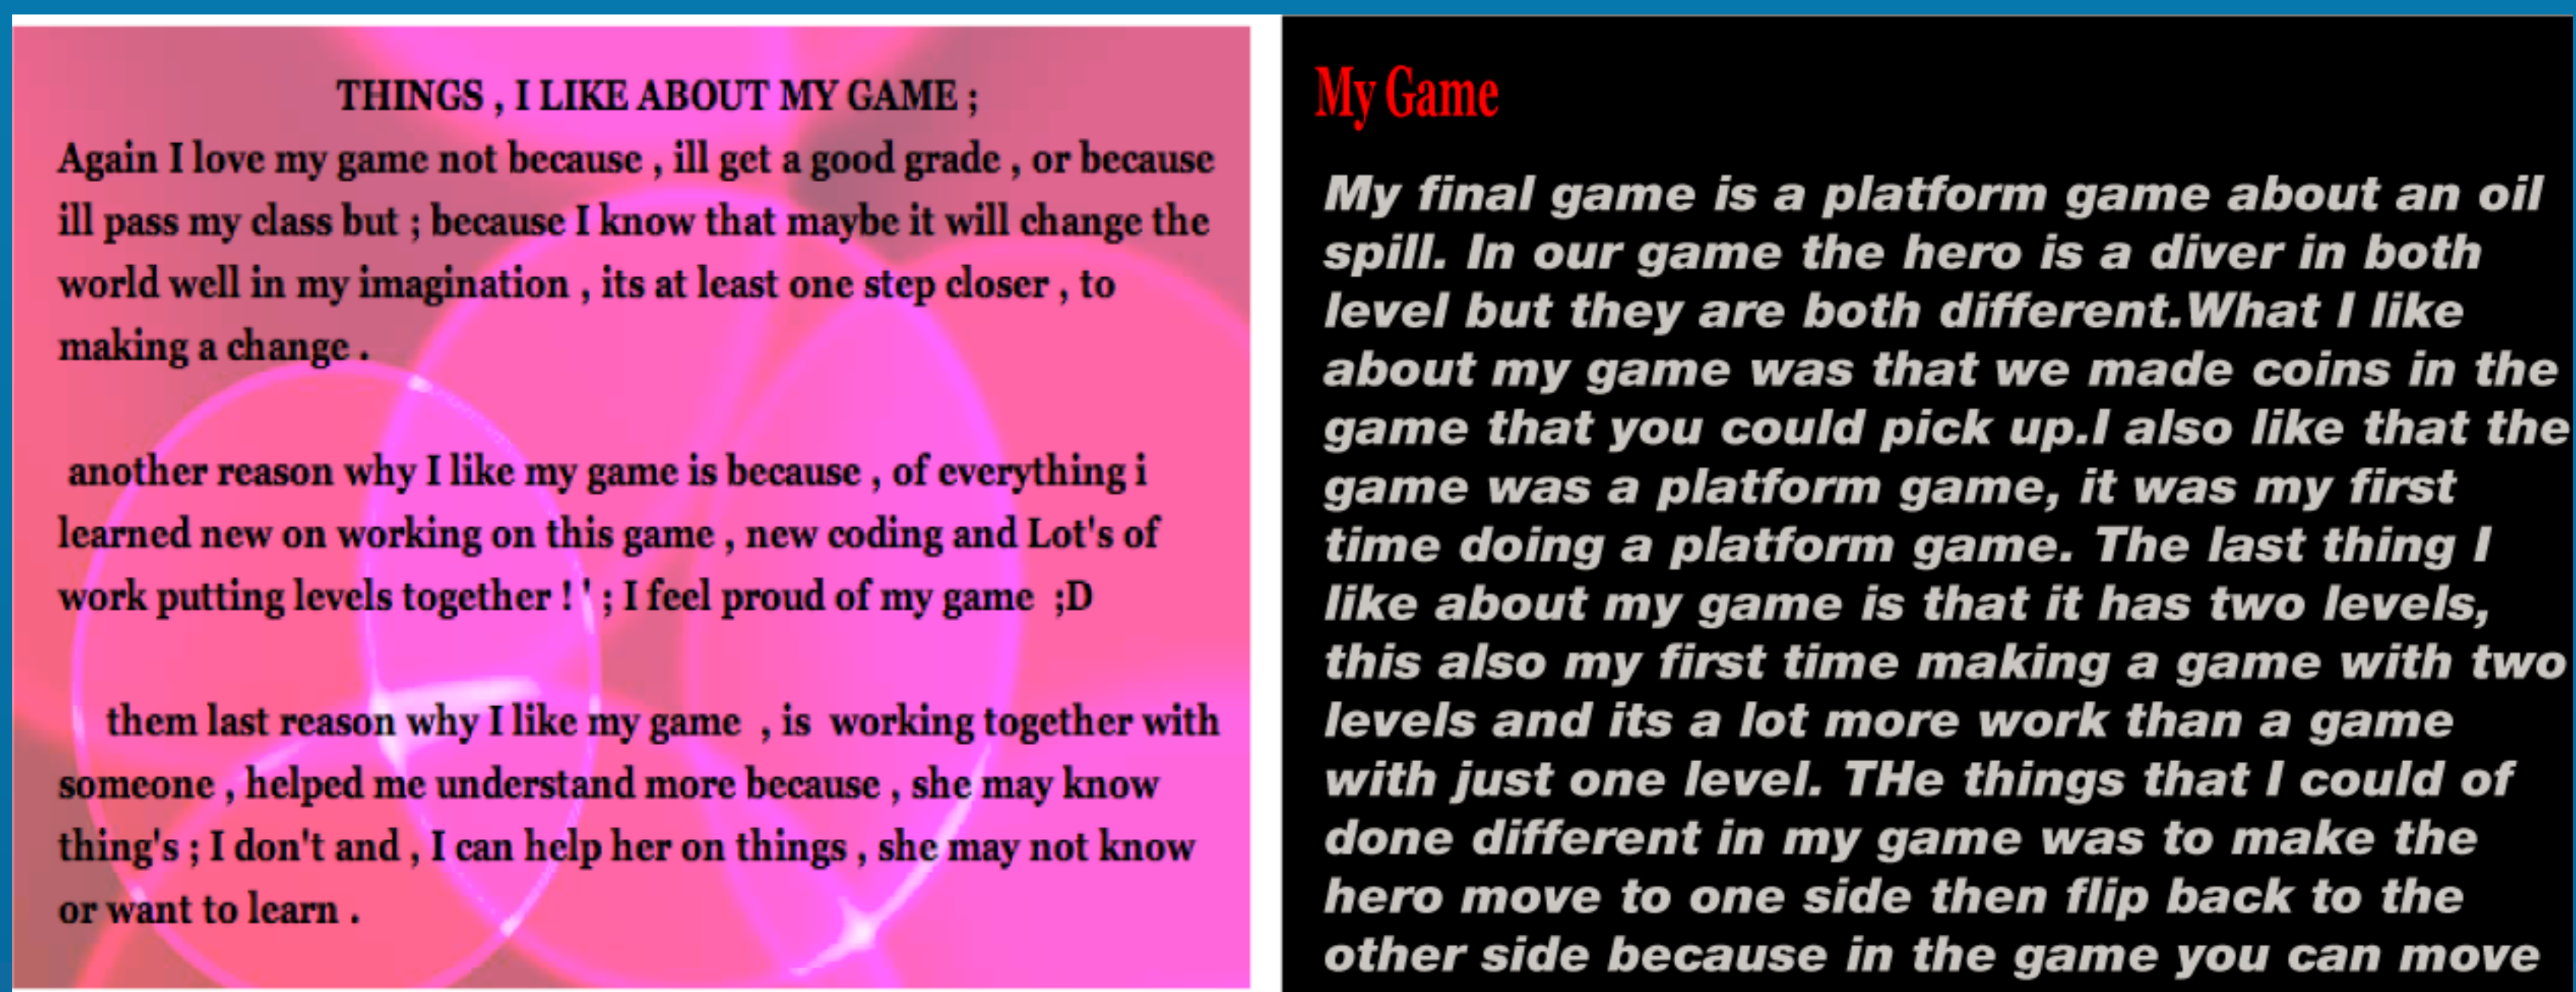 THINGS , I LIKE ABOUT MY GAME ;
Again I love my game not because , ill get a good grade , or because
ill pass my class but ; because I know that maybe it will change the
world well in my imagination , its at least one step closer , to
making a change .
another reason why I like my game is because , of everything i
learned new on working on this game , new coding and Lot's of
work putting levels together ! ' ; I feel proud of my game ;D
them last reason why I like my game , is working together with
someone , helped me understand more because , she may know
thing's ; I don't and , I can help her on things , she may not know
or want to learn .
My Game
My final game is a platform game about an oil
spill. In our game the hero is a diver in both
level but they are both different.What I like
about my game was that we made coins in the
game that you could pick up.I also like that the
game was a platform game, it was my first
time doing a platform game. The last thing I
like about my game is that it has two levels,
this also my first time making a game with two
levels and its a lot more work than a game
with just one level. THe things that I could of
done different in my game was to make the
hero move to one side then flip back to the
other side because in the game you can move